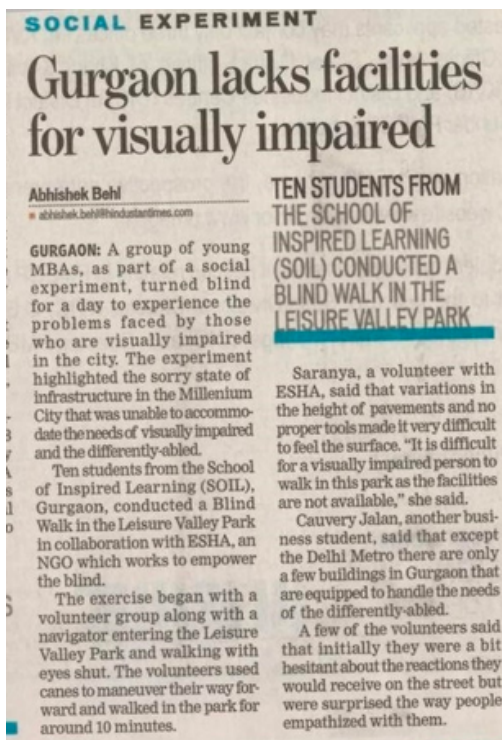 SOCIAL EXPERIMENT
Gurgaon lacks facilities
for visually impaired
Abhishek Behl
abhishek.behl@hindustantimes.com
GURGAON: A group of young
MBAs, as part of a social
experiment, turned blind
for a day to experience the
problems faced by those
who are visually impaired
in the city. The experiment
highlighted the sorry state of
infrastructure in the Millenium
City that was unable to accommo-
date the needs of visually impaired
and the differently-abled.
Ten students from the School
of Inspired Learning (SOIL),
Gurgaon, conducted a Blind
Walk in the Leisure Valley Park
in collaboration with ESHA, an
NGO which works to empower
the blind.
The exercise began with a
volunteer group along with a
navigator entering the Leisure
Valley Park and walking with
eyes shut. The volunteers used
canes to maneuver their way for-
ward and walked in the park for
around 10 minutes.
TEN STUDENTS FROM
THE SCHOOL OF
INSPIRED LEARNING
(SOIL) CONDUCTED A
BLIND WALK IN THE
LEISURE VALLEY PARK
Saranya, a volunteer with
ESHA, said that variations in
the height of pavements and no
proper tools made it very difficult
to feel the surface. “It is difficult
for a visually impaired person to
walk in this park as the facilities
are not available,” she said.
Cauvery Jalan, another busi-
ness student, said that except
the Delhi Metro there are only
a few buildings in Gurgaon that
are equipped to handle the needs
of the differently-abled.
A few of the volunteers said
that initially they were a bit
hesitant about the reactions they
would receive on the street but
were surprised the way people
empathized with them.